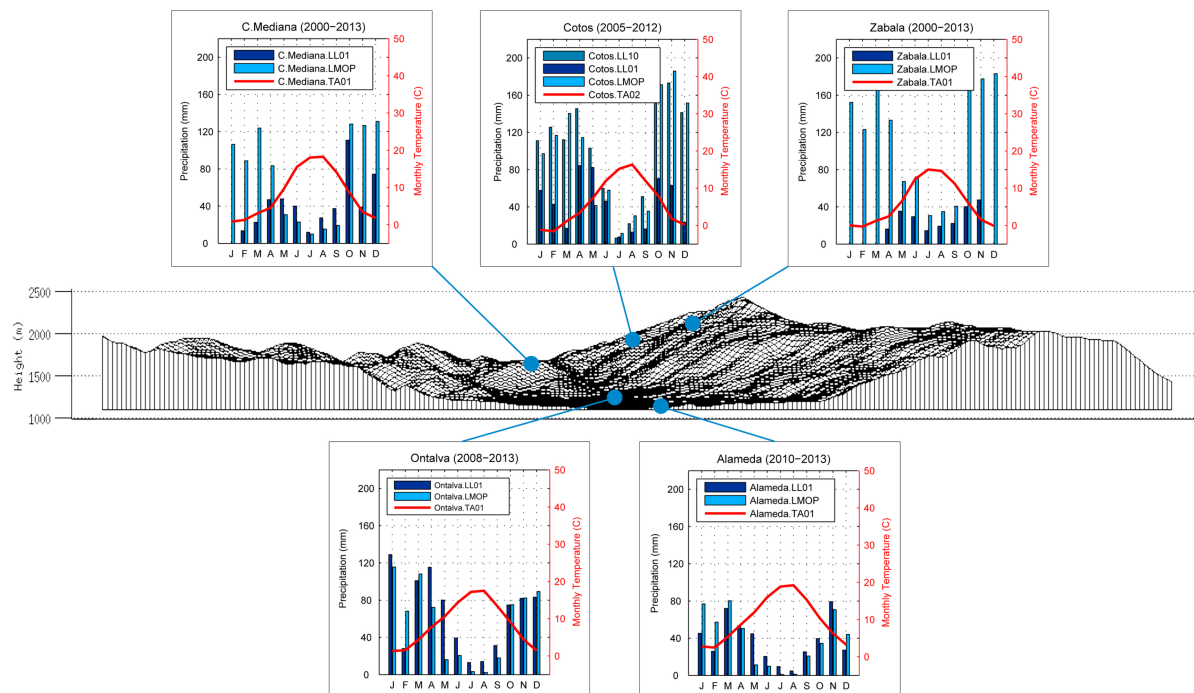 C.Mediana (2000−2013)
220
160
120
80
40
0
Precipitation (mm)
C.Mediana.LL01
C.Mediana.LMOP
C.Mediana.TA01
50
40
30
20
10
0
Monthly Temperature (C)
J F M A M J J A S O N D
Cotos (2005−2012)
220
160
120
80
40
0
Precipitation (mm)
Cotos.LL10
Cotos.LL01
Cotos.LMOP
Cotos.TA02
50
40
30
20
10
0
Monthly Temperature (C)
J F M A M J J A S O N D
Zabala (2000−2013)
220
160
120
80
40
0
Precipitation (mm)
Zabala.LL01
Zabala.LMOP
Zabala.TA01
50
40
30
20
10
0
Monthly Temperature (C)
J F M A M J J A S O N D
Height (m)
2500
2000
1500
1000
Ontalva (2008−2013)
220
160
120
80
40
0
Precipitation (mm)
Ontalva.LL01
Ontalva.LMOP
Ontalva.TA01
50
40
30
20
10
0
Monthly Temperature (C)
J F M A M J J A S O N D
Alameda (2010−2013)
220
160
120
80
40
0
Precipitation (mm)
Alameda.LL01
Alameda.LMOP
Alameda.TA01
50
40
30
20
10
0
Monthly Temperature (C)
J F M A M J J A S O N D